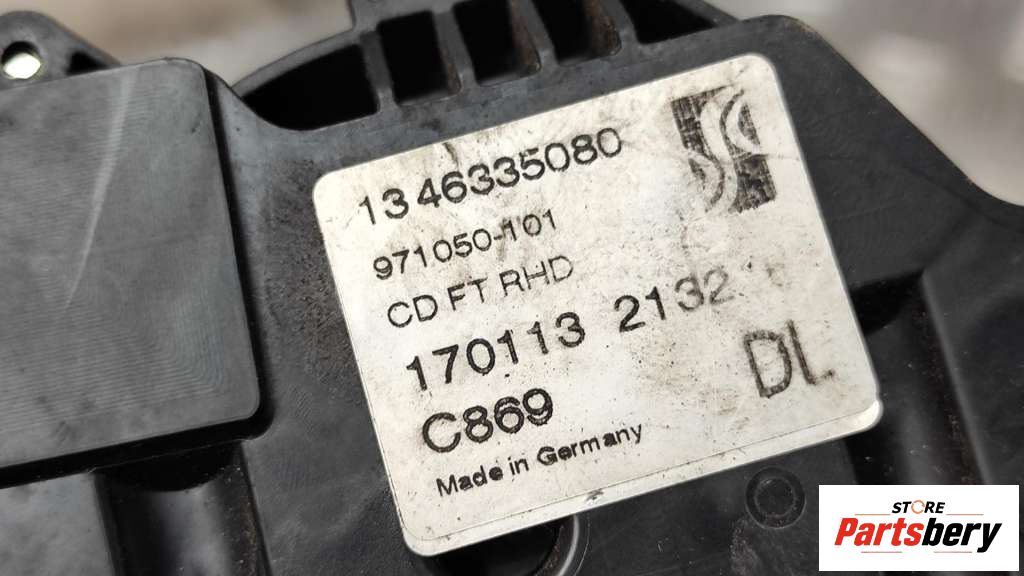 1346335080
971050-101
CD FT RHD
170113 2132
C869
DL
Made in Germany
STORE
Partsbery